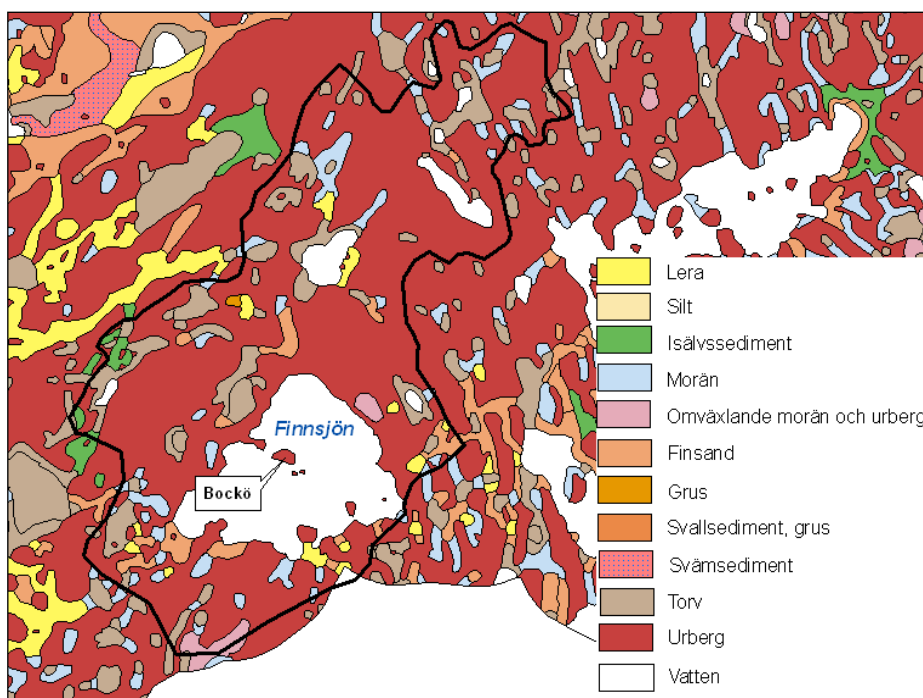 Finnsjön
Bockö
Lera
Silt
Isälvssediment
Morän
Omväxlande morän och urberg
Finsand
Grus
Svallsediment, grus
Svämsediment
Torv
Urberg
Vatten